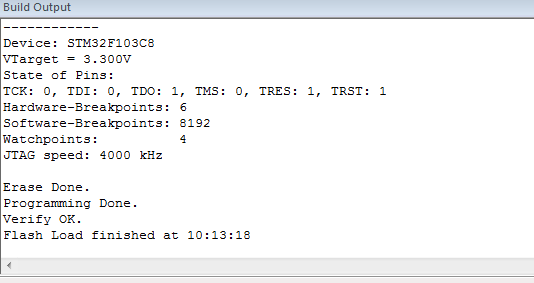 Build Output
------------
Device: STM32F103C8
VTarget = 3.300V
State of Pins:
TCK: 0, TDI: 0, TDO: 1, TMS: 0, TRES: 1, TRST: 1
Hardware-Breakpoints: 6
Software-Breakpoints: 8192
Watchpoints:          4
JTAG speed: 4000 kHz
Erase Done.
Programming Done.
Verify OK.
Flash Load finished at 10:13:18